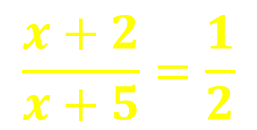 (x + 2)/(x + 5) = 1/2